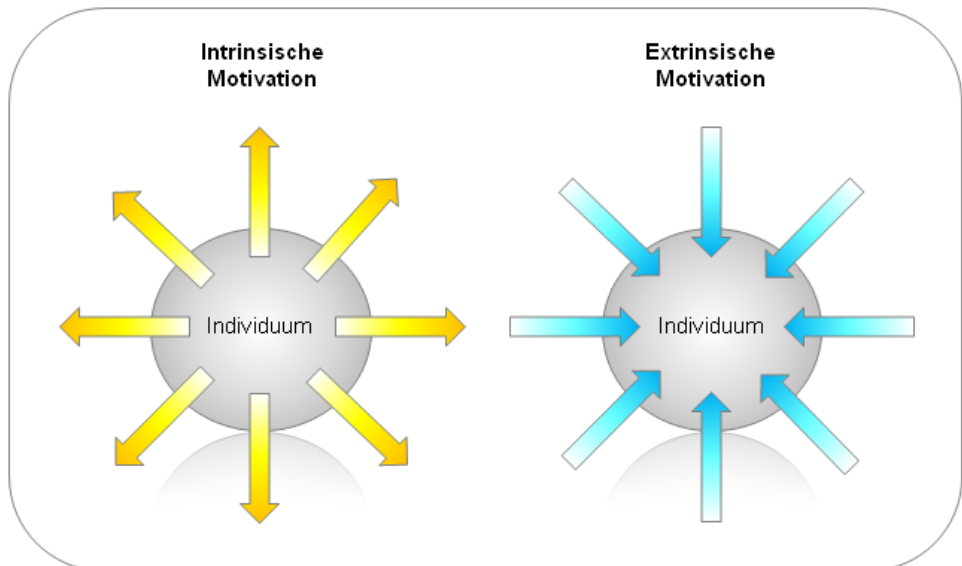 Intrinsische
Motivation
Extrinsische
Motivation
Individuum
Individuum